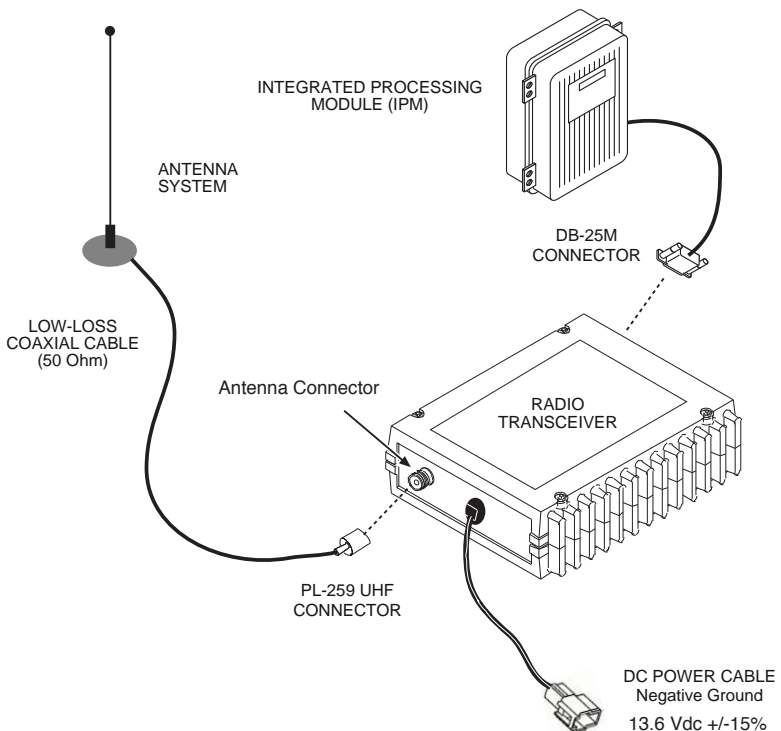 INTEGRATED PROCESSING
MODULE (IPM)
ANTENNA
SYSTEM
DB-25M
CONNECTOR
LOW-LOSS
COAXIAL CABLE
(50 Ohm)
Antenna Connector
RADIO
TRANSCEIVER
PL-259 UHF
CONNECTOR
DC POWER CABLE
Negative Ground
13.6 Vdc +/-15%